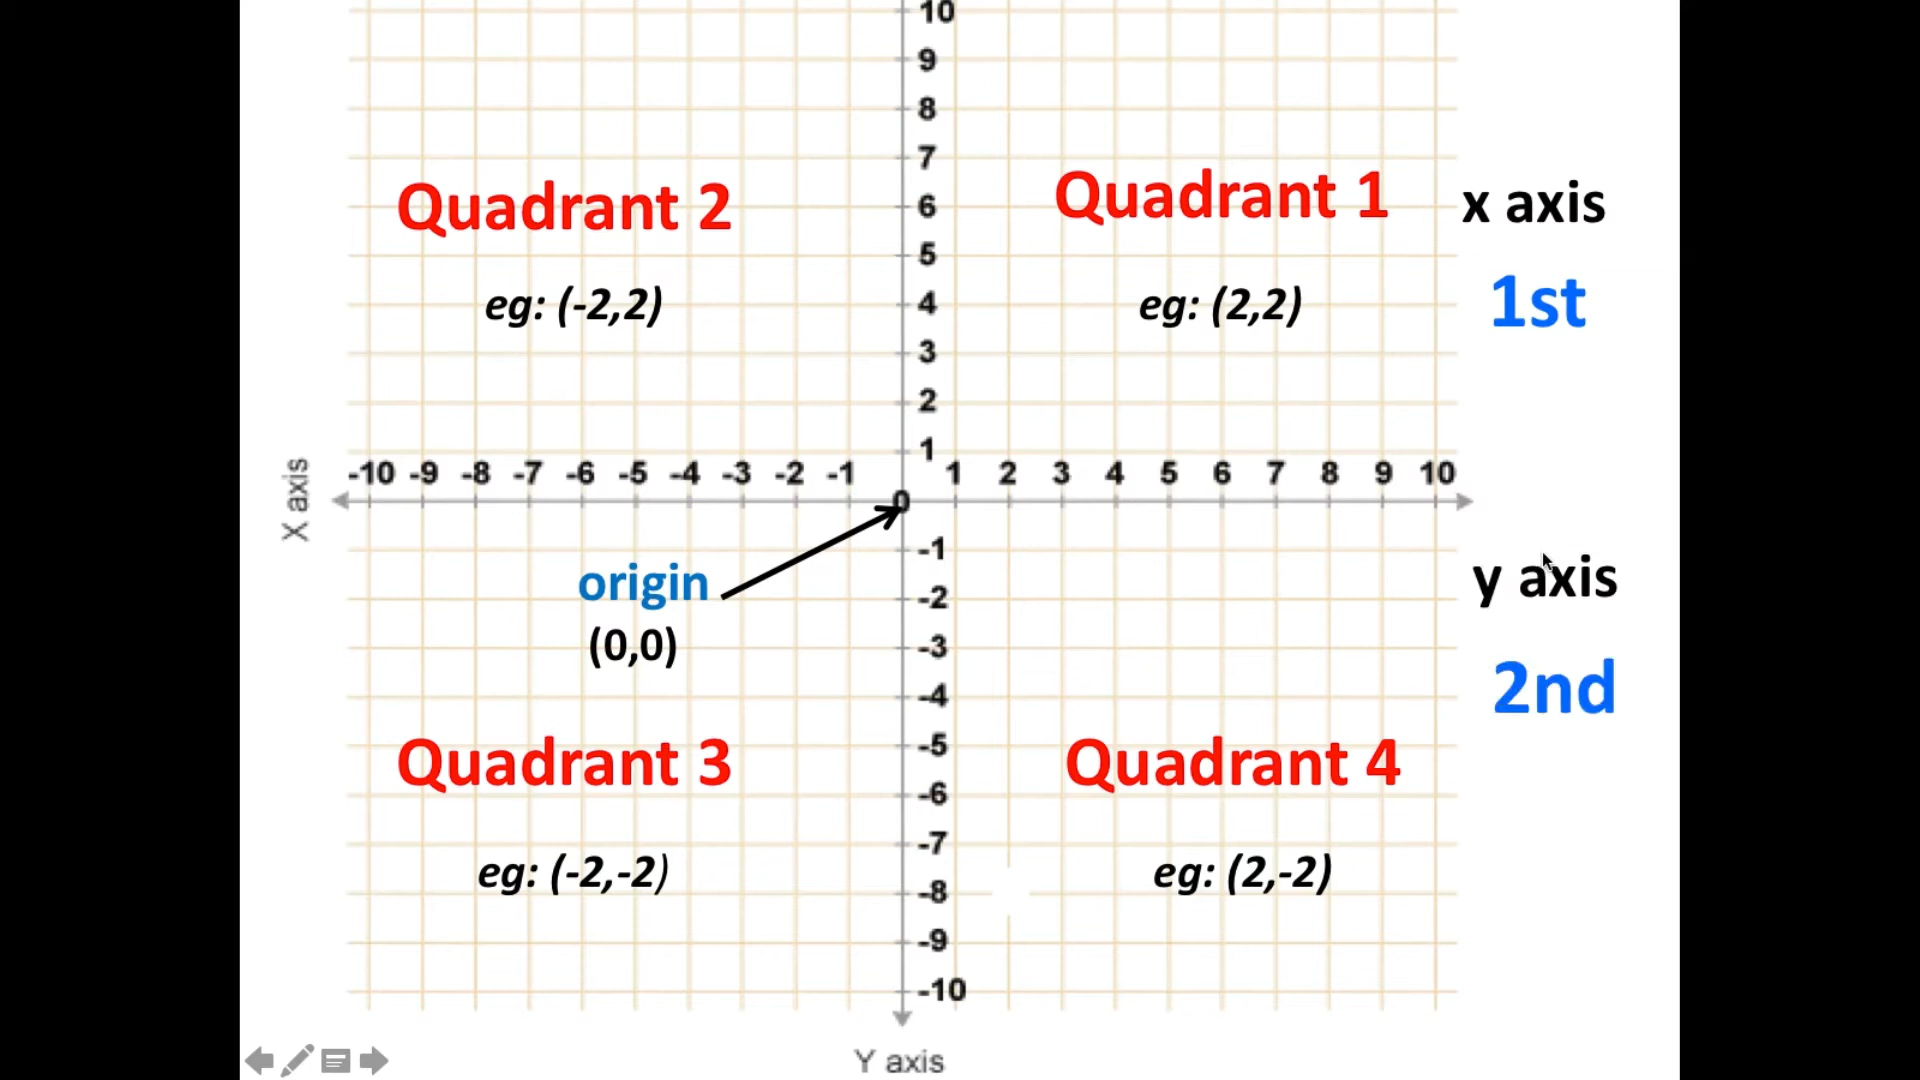 10
9
8
7
Quadrant 2
Quadrant 1
6
x axis
5
eg: (-2,2)
4
eg: (2,2)
1st
3
2
1
X axis
-10 -9 -8 -7 -6 -5 -4 -3 -2 -1 1 2 3 4 5 6 7 8 9 10
0
-1
origin
-2
y axis
(0,0)
-3
-4
2nd
-5
Quadrant 3
Quadrant 4
-6
-7
eg: (-2,-2)
-8
eg: (2,-2)
-9
-10
Y axis